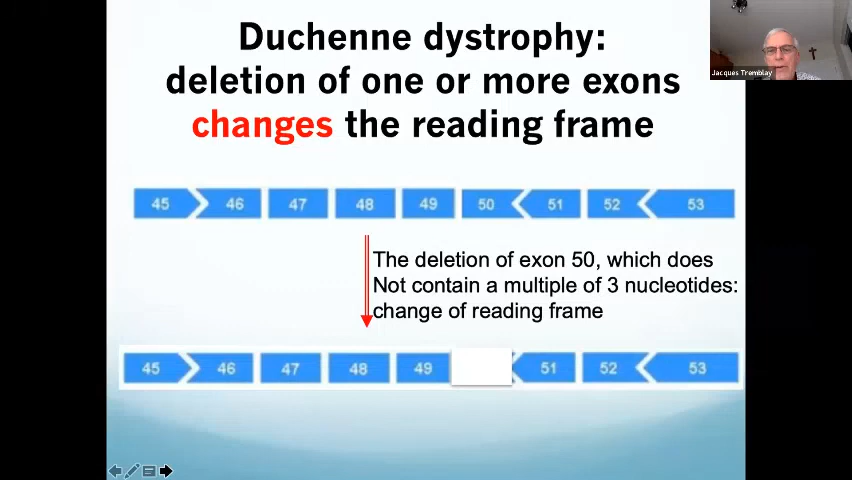 Duchenne dystrophy:
deletion of one or more exons
changes the reading frame
Jacques Tremblay
45 46 47 48 49 50 51 52 53
The deletion of exon 50, which does
Not contain a multiple of 3 nucleotides:
change of reading frame
45 46 47 48 49 51 52 53